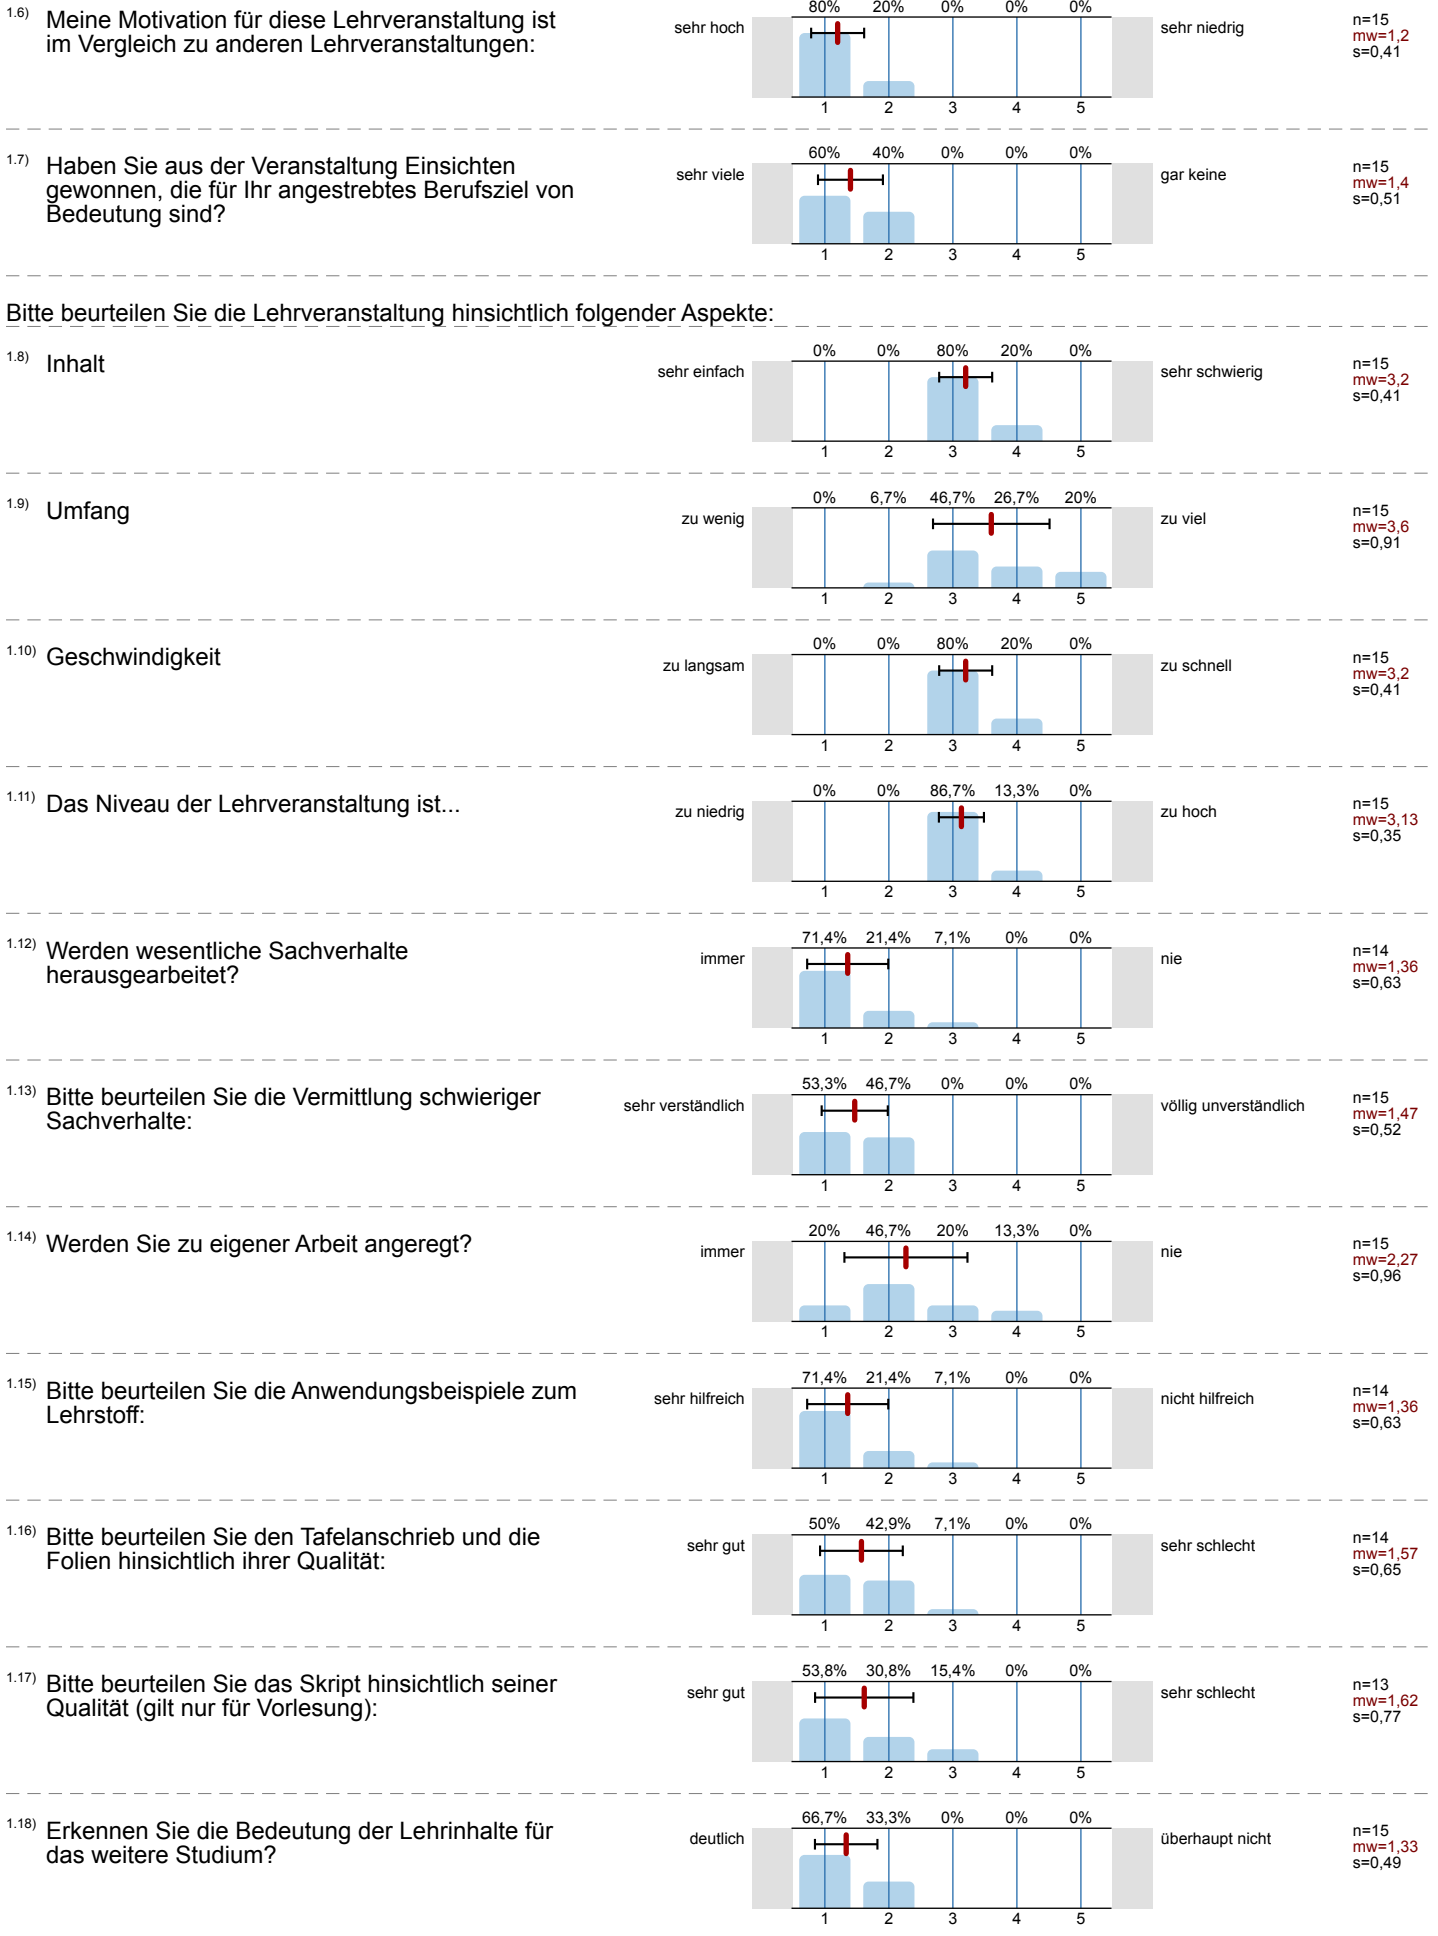 1.6) Meine Motivation für diese Lehrveranstaltung ist
im Vergleich zu anderen Lehrveranstaltungen:
80% 20% 0% 0% 0%
sehr hoch sehr niedrig
1 2 3 4 5
n=15
mw=1,2
s=0,41
1.7) Haben Sie aus der Veranstaltung Einsichten
gewonnen, die für Ihr angestrebtes Berufsziel von
Bedeutung sind?
60% 40% 0% 0% 0%
sehr viele gar keine
1 2 3 4 5
n=15
mw=1,4
s=0,51
Bitte beurteilen Sie die Lehrveranstaltung hinsichtlich folgender Aspekte:
1.8) Inhalt
0% 0% 80% 20% 0%
sehr einfach sehr schwierig
1 2 3 4 5
n=15
mw=3,2
s=0,41
1.9) Umfang
0% 6,7% 46,7% 26,7% 20%
zu wenig zu viel
1 2 3 4 5
n=15
mw=3,6
s=0,91
1.10) Geschwindigkeit
0% 0% 80% 20% 0%
zu langsam zu schnell
1 2 3 4 5
n=15
mw=3,2
s=0,41
1.11) Das Niveau der Lehrveranstaltung ist...
0% 0% 86,7% 13,3% 0%
zu niedrig zu hoch
1 2 3 4 5
n=15
mw=3,13
s=0,35
1.12) Werden wesentliche Sachverhalte
herausgearbeitet?
71,4% 21,4% 7,1% 0% 0%
immer nie
1 2 3 4 5
n=14
mw=1,36
s=0,63
1.13) Bitte beurteilen Sie die Vermittlung schwieriger
Sachverhalte:
53,3% 46,7% 0% 0% 0%
sehr verständlich völlig unverständlich
1 2 3 4 5
n=15
mw=1,47
s=0,52
1.14) Werden Sie zu eigener Arbeit angeregt?
20% 46,7% 20% 13,3% 0%
immer nie
1 2 3 4 5
n=15
mw=2,27
s=0,96
1.15) Bitte beurteilen Sie die Anwendungsbeispiele zum
Lehrstoff:
71,4% 21,4% 7,1% 0% 0%
sehr hilfreich nicht hilfreich
1 2 3 4 5
n=14
mw=1,36
s=0,63
1.16) Bitte beurteilen Sie den Tafelanschrieb und die
Folien hinsichtlich ihrer Qualität:
50% 42,9% 7,1% 0% 0%
sehr gut sehr schlecht
1 2 3 4 5
n=14
mw=1,57
s=0,65
1.17) Bitte beurteilen Sie das Skript hinsichtlich seiner
Qualität (gilt nur für Vorlesung):
53,8% 30,8% 15,4% 0% 0%
sehr gut sehr schlecht
1 2 3 4 5
n=13
mw=1,62
s=0,77
1.18) Erkennen Sie die Bedeutung der Lehrinhalte für
das weitere Studium?
66,7% 33,3% 0% 0% 0%
deutlich überhaupt nicht
1 2 3 4 5
n=15
mw=1,33
s=0,49